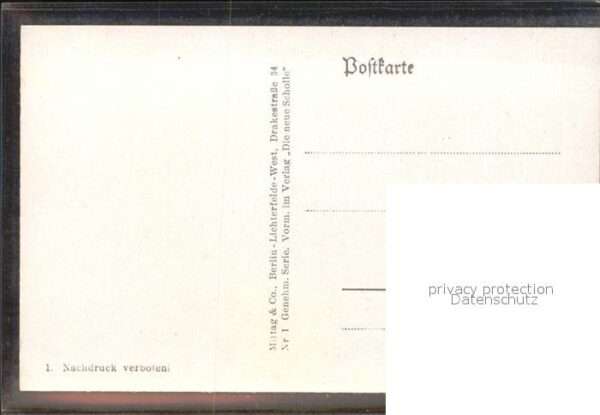 Postkarte
Mittag & Co., Berlin-Lichterfelde-West, Drakestraße 34
Nr 1 Genehm. Serie. Vorm. im Verlag „Die neue Scholle"
privacy protection
Datenschutz
1. Nachdruck verboten!